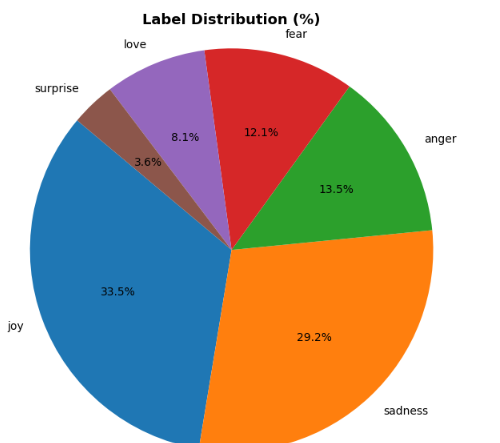 Label Distribution (%)
fear
love
surprise
anger
8.1%
12.1%
3.6%
13.5%
33.5%
joy
29.2%
sadness